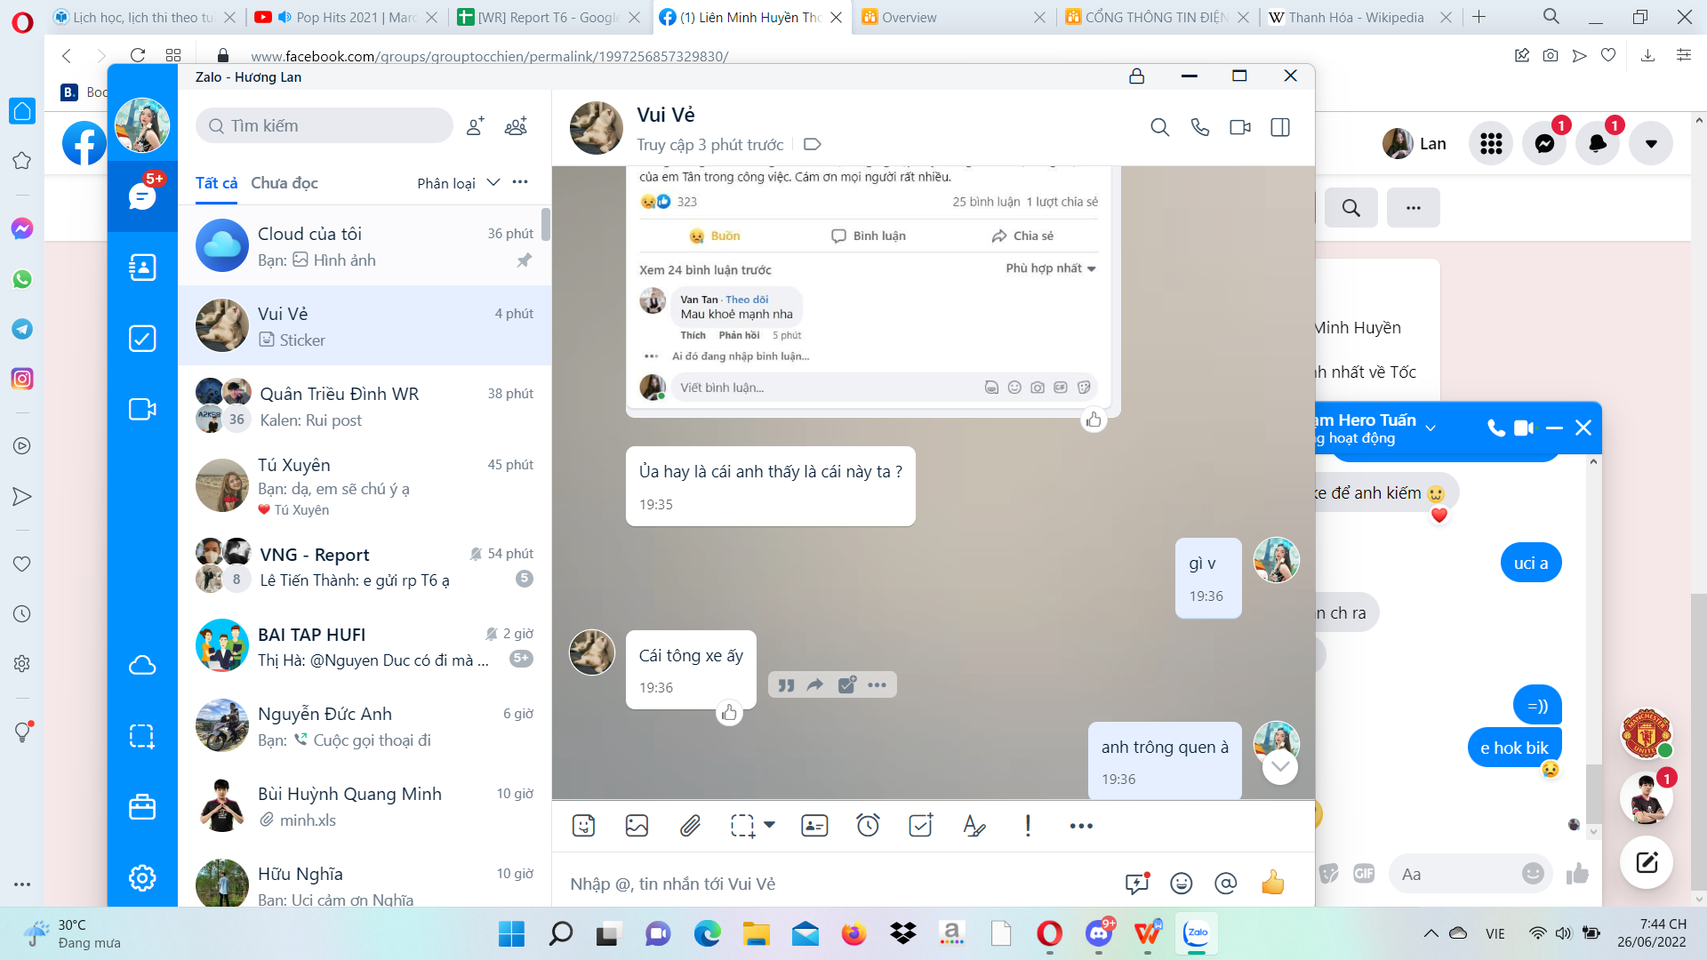 Lịch học, lịch thi theo tu
Pop Hits 2021 | Marc
[WR] Report T6 - Google
(1) Liên Minh Huyền Tho
Overview
CỔNG THÔNG TIN ĐIỆN
Thanh Hóa - Wikipedia
www.facebook.com/groups/grouptocchien/permalink/1997256857329830/
B.
Zalo - Hương Lan
Tìm kiếm
5+
Tất cả
Chưa đọc
Phân loại
Cloud của tôi
36 phút
Bạn: Hình ảnh
Vui Vẻ
4 phút
Sticker
Quân Triều Đình WR
38 phút
36
Kalen: Rui post
Tú Xuyên
45 phút
Bạn: dạ, em sẽ chú ý ạ
Tú Xuyên
VNG - Report
54 phút
8
Lê Tiến Thành: e gửi rp T6 ạ
5
BAI TAP HUFI
2 giờ
Thị Hà: @Nguyen Duc có đi mà ...
5+
Nguyễn Đức Anh
6 giờ
Bạn: Cuộc gọi thoại đi
Bùi Huỳnh Quang Minh
10 giờ
minh.xls
Hữu Nghĩa
10 giờ
Bạn: Uci cảm ơn Nghĩa
Vui Vẻ
Truy cập 3 phút trước
của em Tân trong công việc. Cám ơn mọi người rất nhiều.
323
25 bình luận 1 lượt chia sẻ
Buồn
Bình luận
Chia sẻ
Xem 24 bình luận trước
Phù hợp nhất
Van Tan · Theo dõi
Mau khoẻ mạnh nha
Thích Phản hồi 5 phút
Ai đó đang nhập bình luận...
Viết bình luận...
Ủa hay là cái anh thấy là cái này ta ?
19:35
gì v
19:36
Cái tông xe ấy
19:36
anh trông quen à
19:36
Nhập @, tin nhắn tới Vui Vẻ
Lan
1
1
Minh Huyền
nh nhất về Tốc
am Hero Tuấn
g hoạt động
ke để anh kiếm
uci a
n ch ra
=))
e hok bik
GIF
Aa
1
30°C
Đang mưa
9+
Zalo
VIE
7:44 CH
26/06/2022